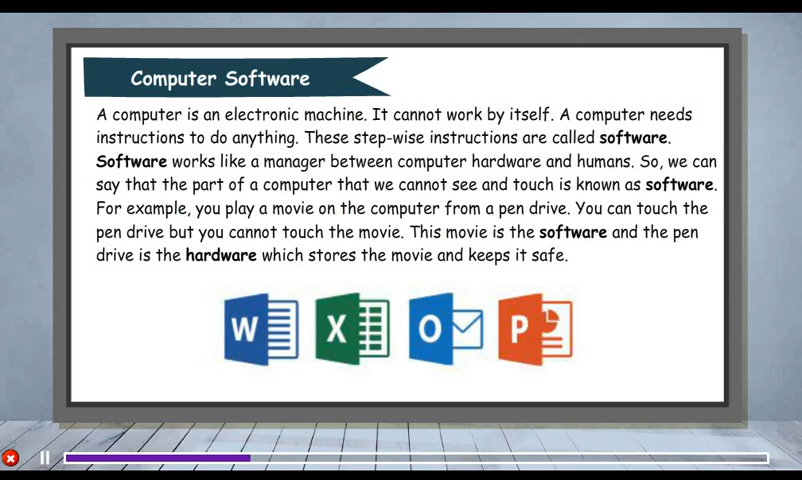 Computer Software
A computer is an electronic machine. It cannot work by itself. A computer needs
instructions to do anything. These step-wise instructions are called software.
Software works like a manager between computer hardware and humans. So, we can
say that the part of a computer that we cannot see and touch is known as software.
For example, you play a movie on the computer from a pen drive. You can touch the
pen drive but you cannot touch the movie. This movie is the software and the pen
drive is the hardware which stores the movie and keeps it safe.
W X O P